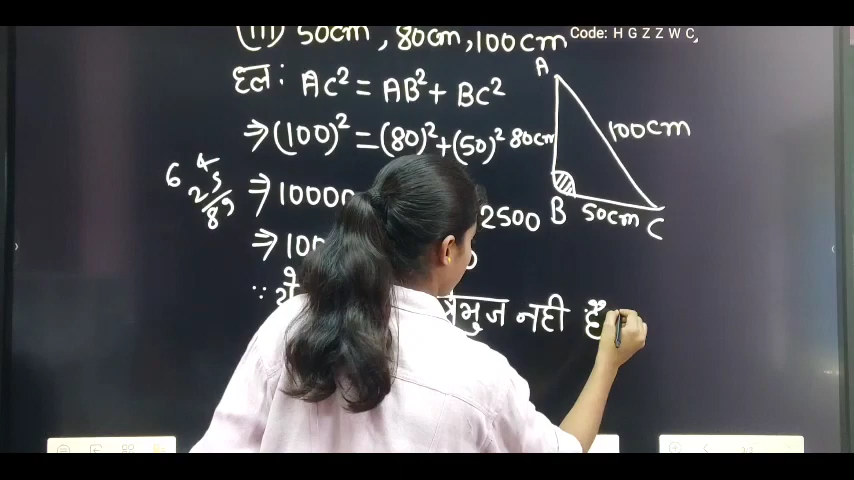 (iii) 50cm, 80cm, 100cm
Code: H G Z Z W C,
हल: AC² = AB² + BC²
⇒ (100)² = (80)² + (50)²
⇒ 10000 2500
⇒ 100
∵ नही हैं
A
80cm
100cm
B
50cm
C
6 4
25
89